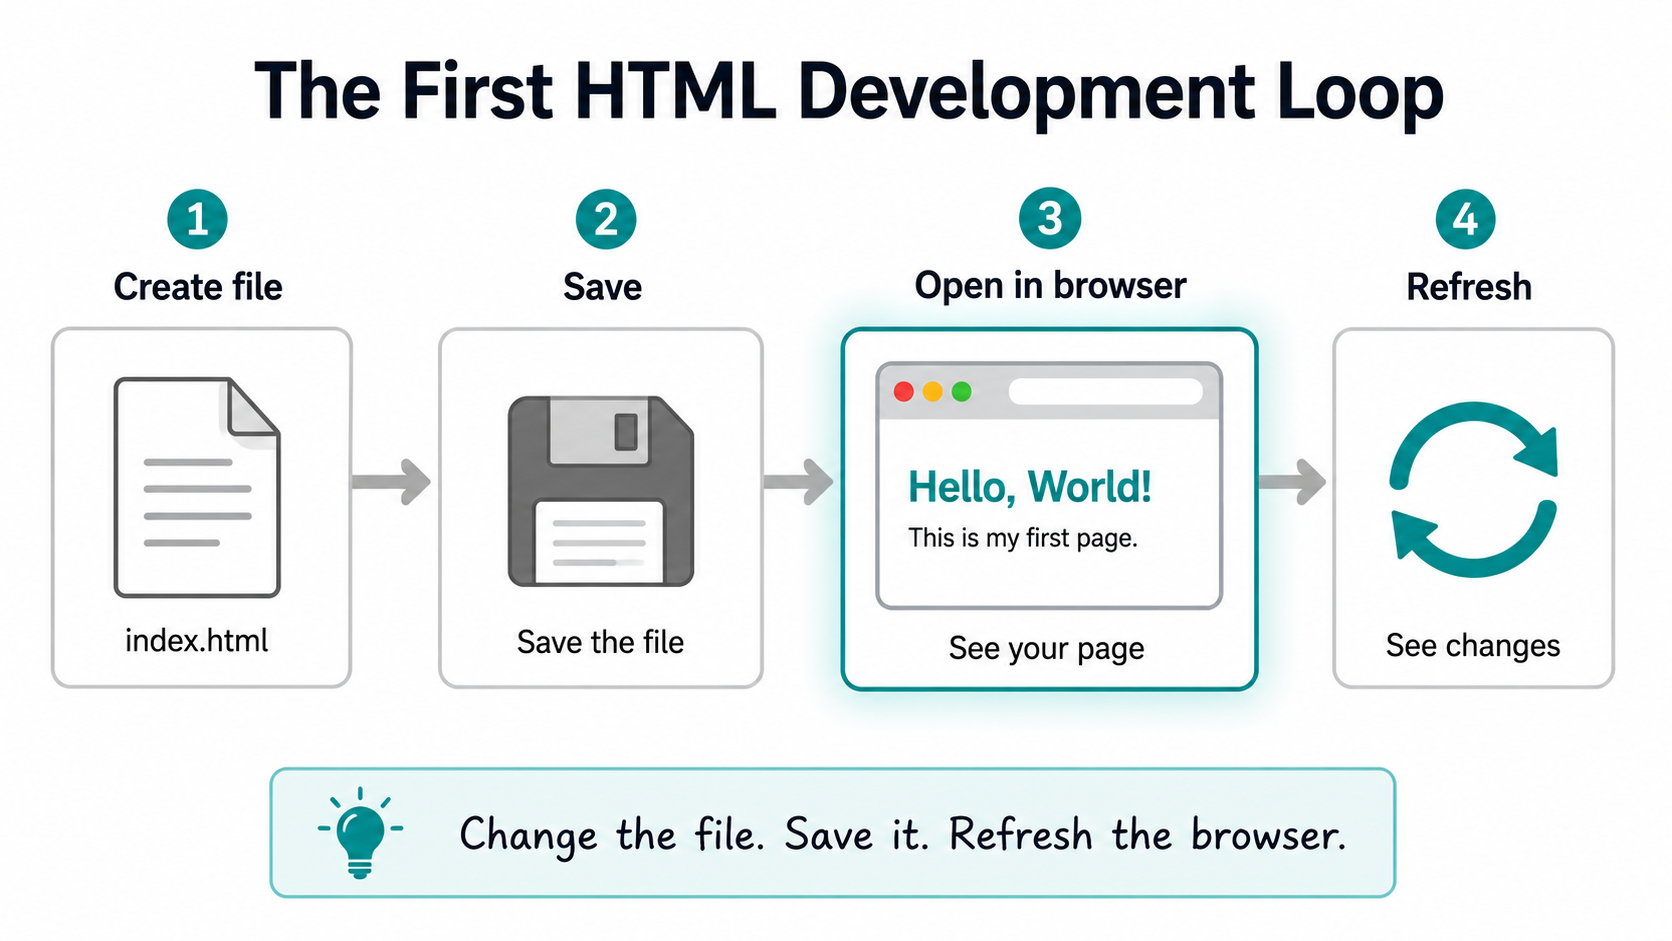 The First HTML Development Loop
1
Create file
index.html
2
Save
Save the file
3
Open in browser
Hello, World!
This is my first page.
See your page
4
Refresh
See changes
Change the file. Save it. Refresh the browser.